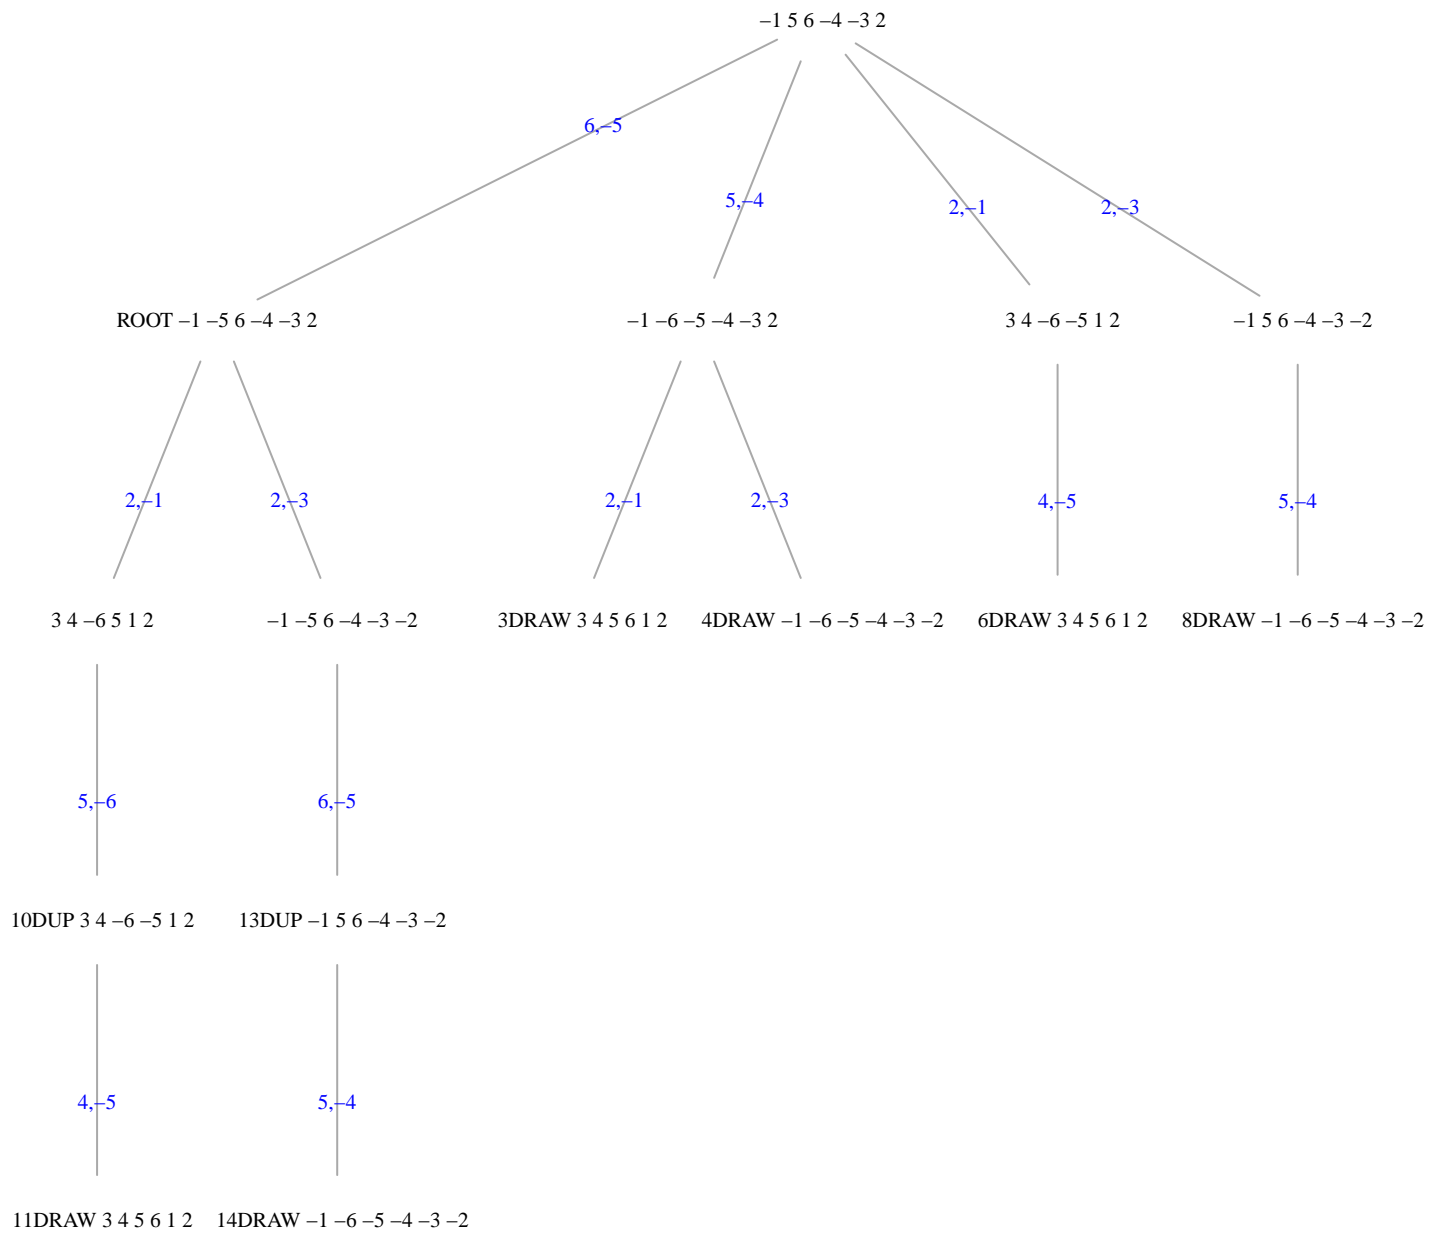 –1 5 6 –4 –3 2
6,–5
5,–4
2,–1
2,–3
ROOT –1 –5 6 –4 –3 2
–1 –6 –5 –4 –3 2
3 4 –6 –5 1 2
–1 5 6 –4 –3 –2
2,–1
2,–3
2,–1
2,–3
4,–5
5,–4
3 4 –6 5 1 2
–1 –5 6 –4 –3 –2
3DRAW 3 4 5 6 1 2
4DRAW –1 –6 –5 –4 –3 –2
6DRAW 3 4 5 6 1 2
8DRAW –1 –6 –5 –4 –3 –2
5,–6
6,–5
10DUP 3 4 –6 –5 1 2
13DUP –1 5 6 –4 –3 –2
4,–5
5,–4
11DRAW 3 4 5 6 1 2
14DRAW –1 –6 –5 –4 –3 –2